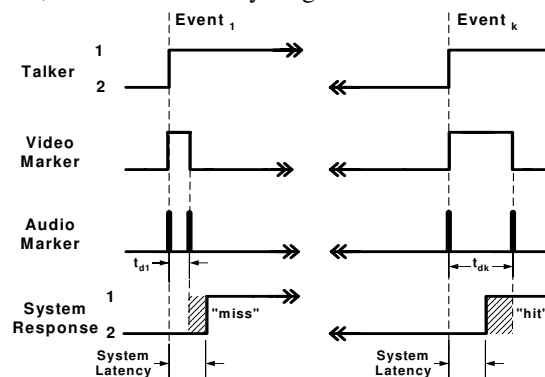 Event 1
Event k
Talker
1
2
Video
Marker
Audio
Marker
td1
tdk
System
Response
1
2
"miss"
"hit"
System
Latency
System
Latency